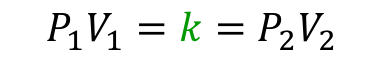 P₁V₁ = k = P₂V₂